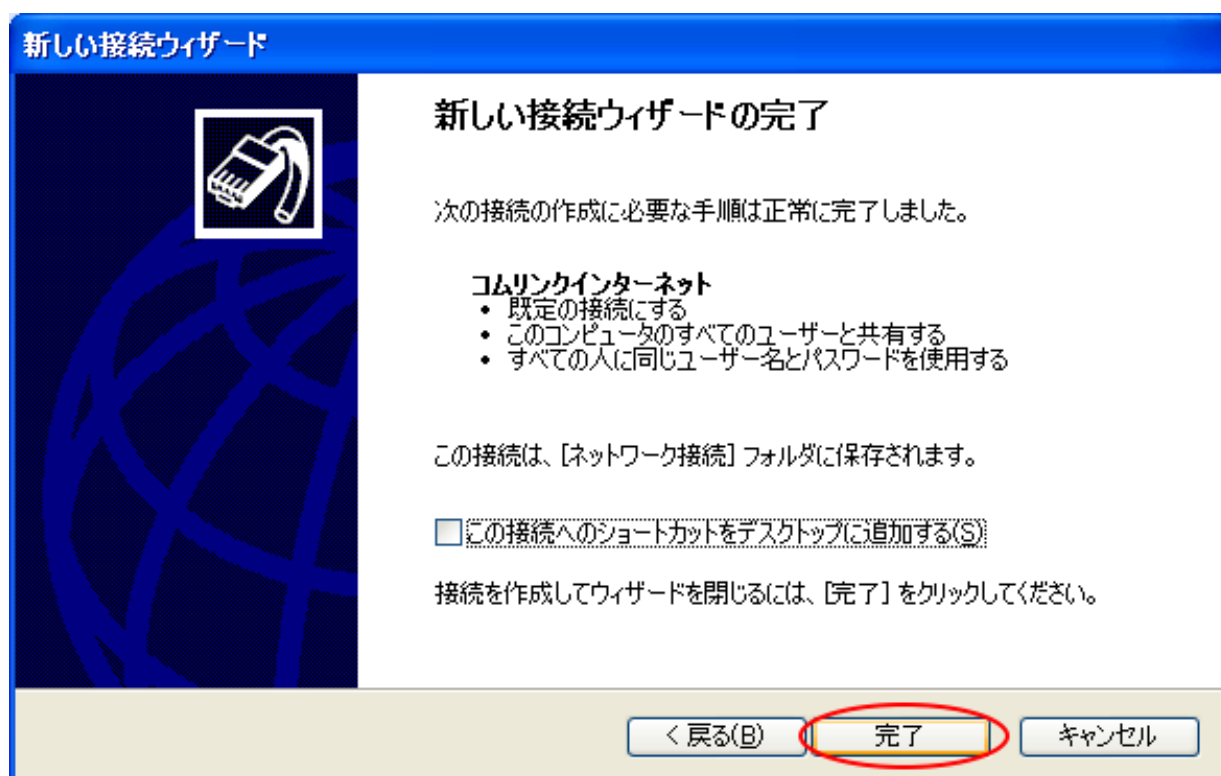 新しい接続ウィザード
新しい接続ウィザードの完了
次の接続の作成に必要な手順は正常に完了しました。
コムリンクインターネット
• 既定の接続にする
• このコンピュータのすべてのユーザーと共有する
• すべての人に同じユーザー名とパスワードを使用する
この接続は、[ネットワーク接続] フォルダに保存されます。
この接続へのショートカットをデスクトップに追加する(S)
接続を作成してウィザードを閉じるには、[完了] をクリックしてください。
< 戻る(B) 完了 キャンセル